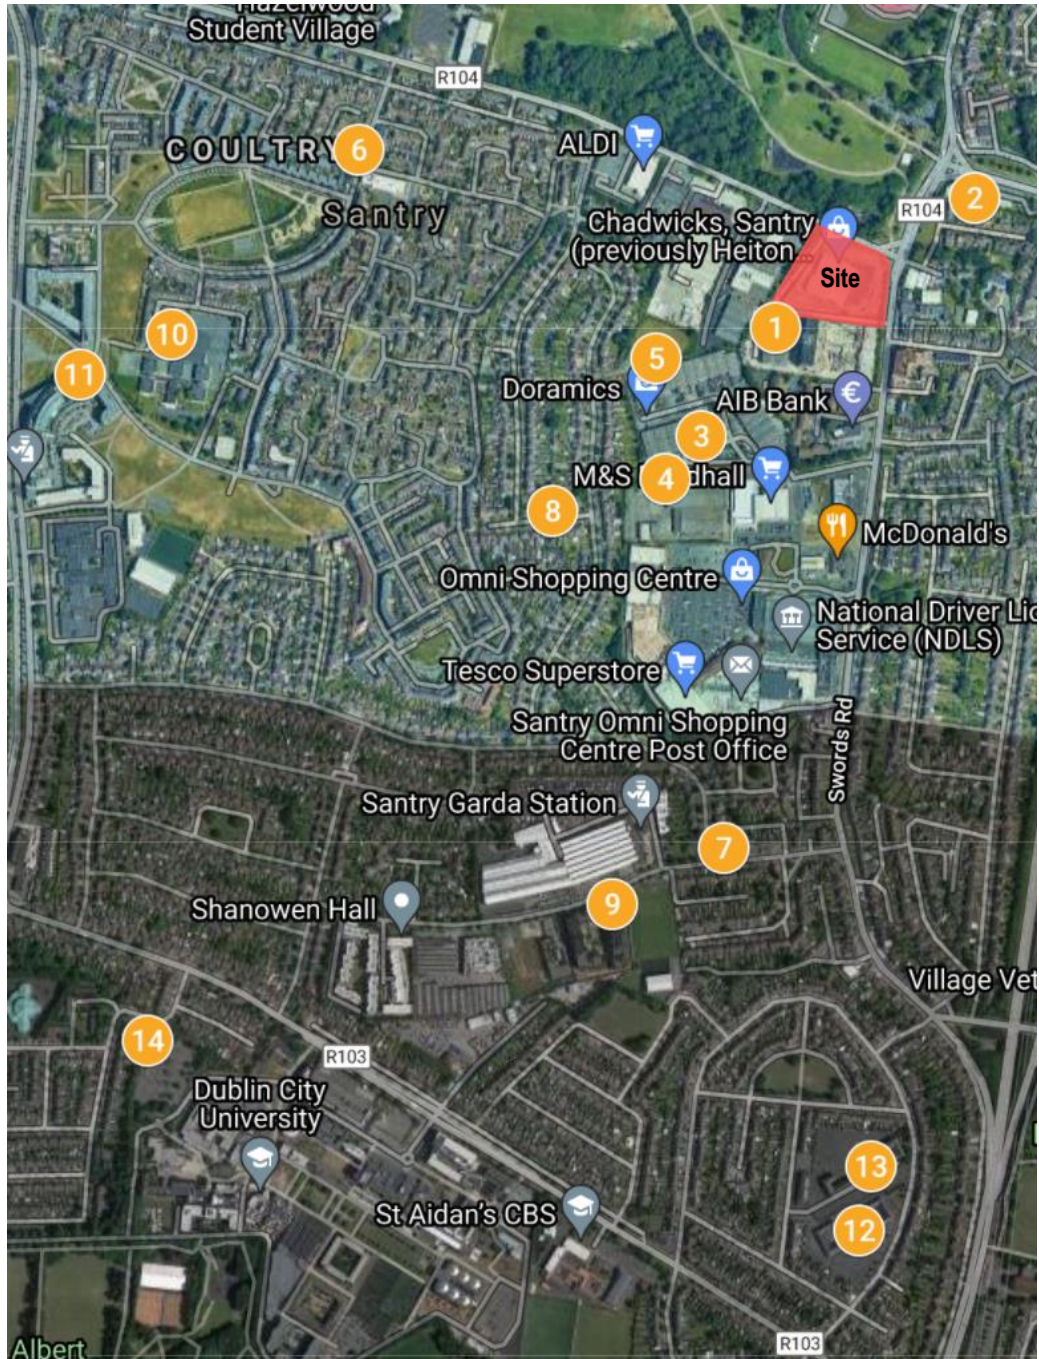 Hazelwood
Student Village
R104
ALDI
COULTRY
6
2
R104
Santry
Chadwicks, Santry
(previously Heiton...
Site
1
10
11
5
Doramics
AIB Bank
€
3
M&S
dhall
4
8
McDonald's
Omni Shopping Centre
National Driver Lic
Service (NDLS)
Tesco Superstore
Santry Omni Shopping
Centre Post Office
Swords Rd
Santry Garda Station
7
9
Shanowen Hall
Village Vet
14
R103
Dublin City
University
13
St Aidan's CBS
12
R103
Albert